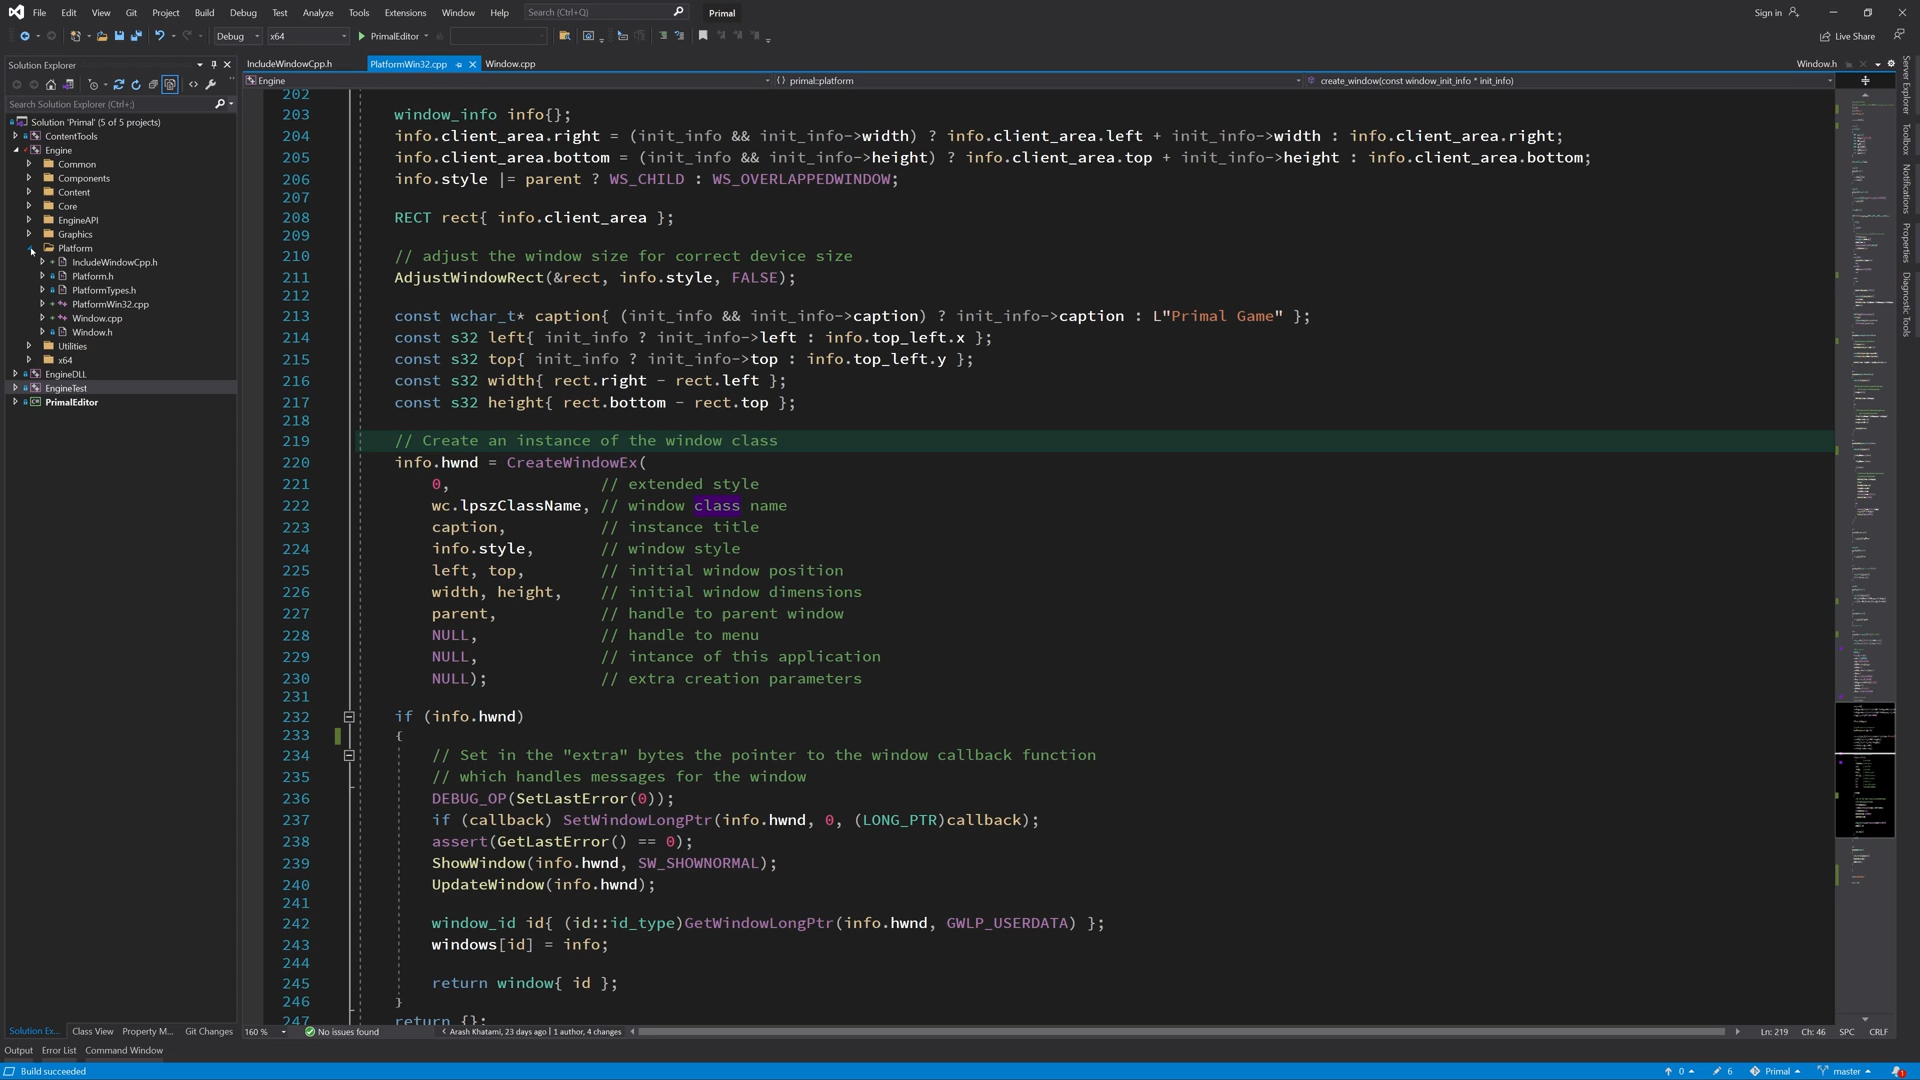 File Edit View Git Project Build Debug Test Analyze Tools Extensions Window Help Search (Ctrl+Q) Primal Sign in
Debug x64 PrimalEditor Live Share
Solution Explorer
Search Solution Explorer (Ctrl+;)
Solution 'Primal' (5 of 5 projects)
ContentTools
Engine
Common
Components
Content
Core
EngineAPI
Graphics
Platform
IncludeWindowCpp.h
Platform.h
PlatformTypes.h
PlatformWin32.cpp
Window.cpp
Window.h
Utilities
x64
EngineDLL
EngineTest
PrimalEditor
Solution Ex... Class View Property M... Git Changes
IncludeWindowCpp.h PlatformWin32.cpp Window.cpp Window.h
Engine {} primal::platform create_window(const window_init_info * init_info)
202
203 window_info info{};
204 info.client_area.right = (init_info && init_info->width) ? info.client_area.left + init_info->width : info.client_area.right;
205 info.client_area.bottom = (init_info && init_info->height) ? info.client_area.top + init_info->height : info.client_area.bottom;
206 info.style |= parent ? WS_CHILD : WS_OVERLAPPEDWINDOW;
207
208 RECT rect{ info.client_area };
209
210 // adjust the window size for correct device size
211 AdjustWindowRect(&rect, info.style, FALSE);
212
213 const wchar_t* caption{ (init_info && init_info->caption) ? init_info->caption : L"Primal Game" };
214 const s32 left{ init_info ? init_info->left : info.top_left.x };
215 const s32 top{ init_info ? init_info->top : info.top_left.y };
216 const s32 width{ rect.right - rect.left };
217 const s32 height{ rect.bottom - rect.top };
218
219 // Create an instance of the window class
220 info.hwnd = CreateWindowEx(
221 0, // extended style
222 wc.lpszClassName, // window class name
223 caption, // instance title
224 info.style, // window style
225 left, top, // initial window position
226 width, height, // initial window dimensions
227 parent, // handle to parent window
228 NULL, // handle to menu
229 NULL, // intance of this application
230 NULL); // extra creation parameters
231
232 if (info.hwnd)
233 {
234 // Set in the "extra" bytes the pointer to the window callback function
235 // which handles messages for the window
236 DEBUG_OP(SetLastError(0));
237 if (callback) SetWindowLongPtr(info.hwnd, 0, (LONG_PTR)callback);
238 assert(GetLastError() == 0);
239 ShowWindow(info.hwnd, SW_SHOWNORMAL);
240 UpdateWindow(info.hwnd);
241
242 window_id id{ (id::id_type)GetWindowLongPtr(info.hwnd, GWLP_USERDATA) };
243 windows[id] = info;
244
245 return window{ id };
246 }
247 return {};
160 % No issues found Arash Khatami, 23 days ago | 1 author, 4 changes Ln: 219 Ch: 46 SPC CRLF
Server Explorer
Toolbox
Notifications
Properties
Diagnostic Tools
Output Error List Command Window
Build succeeded 0 6 Primal master 1